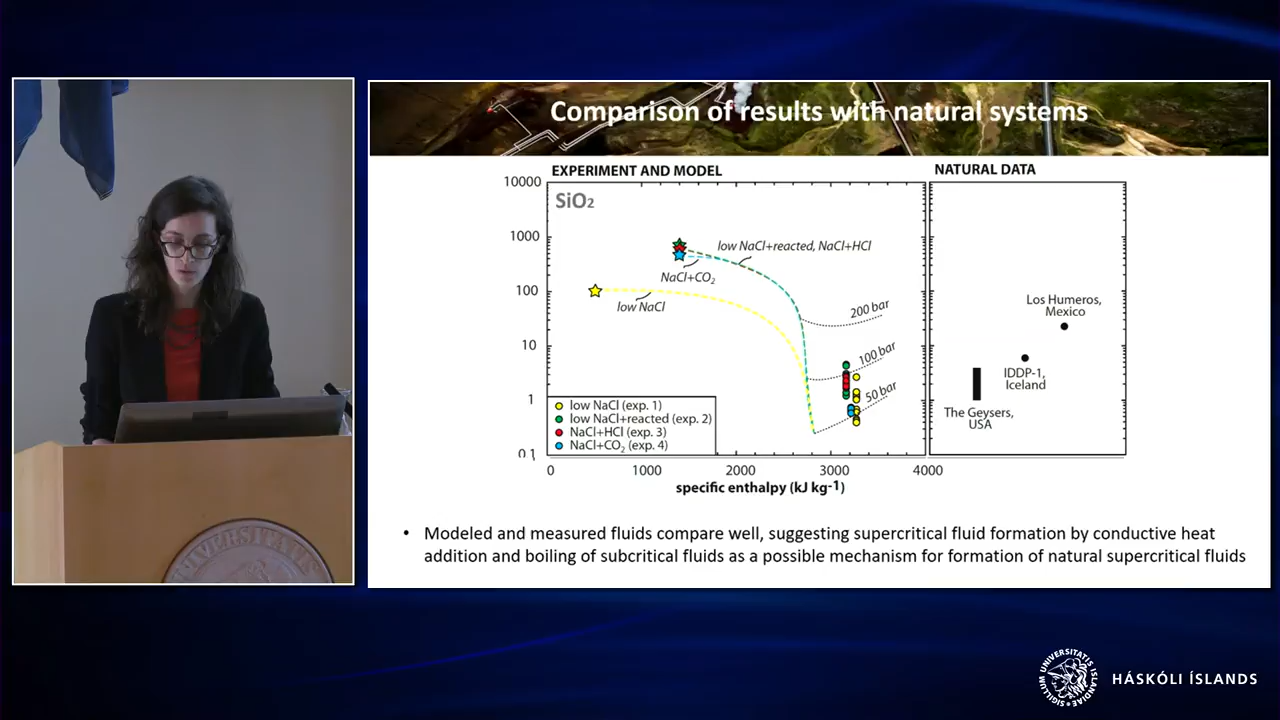 Comparison of results with natural systems
EXPERIMENT AND MODEL
NATURAL DATA
10000
1000
100
10
1
0.1
SiO2
low NaCl+reacted, NaCl+HCl
NaCl+CO2
low NaCl
200 bar
100 bar
50 bar
low NaCl (exp. 1)
low NaCl+reacted (exp. 2)
NaCl+HCl (exp. 3)
NaCl+CO2 (exp. 4)
0 1000 2000 3000 4000
specific enthalpy (kJ kg-1)
Los Humeros,
Mexico
IDDP-1,
Iceland
The Geysers,
USA
• Modeled and measured fluids compare well, suggesting supercritical fluid formation by conductive heat
addition and boiling of subcritical fluids as a possible mechanism for formation of natural supercritical fluids
HÁSKÓLI ÍSLANDS
SIGILLUM UNIVERSITATIS ISLANDIAE